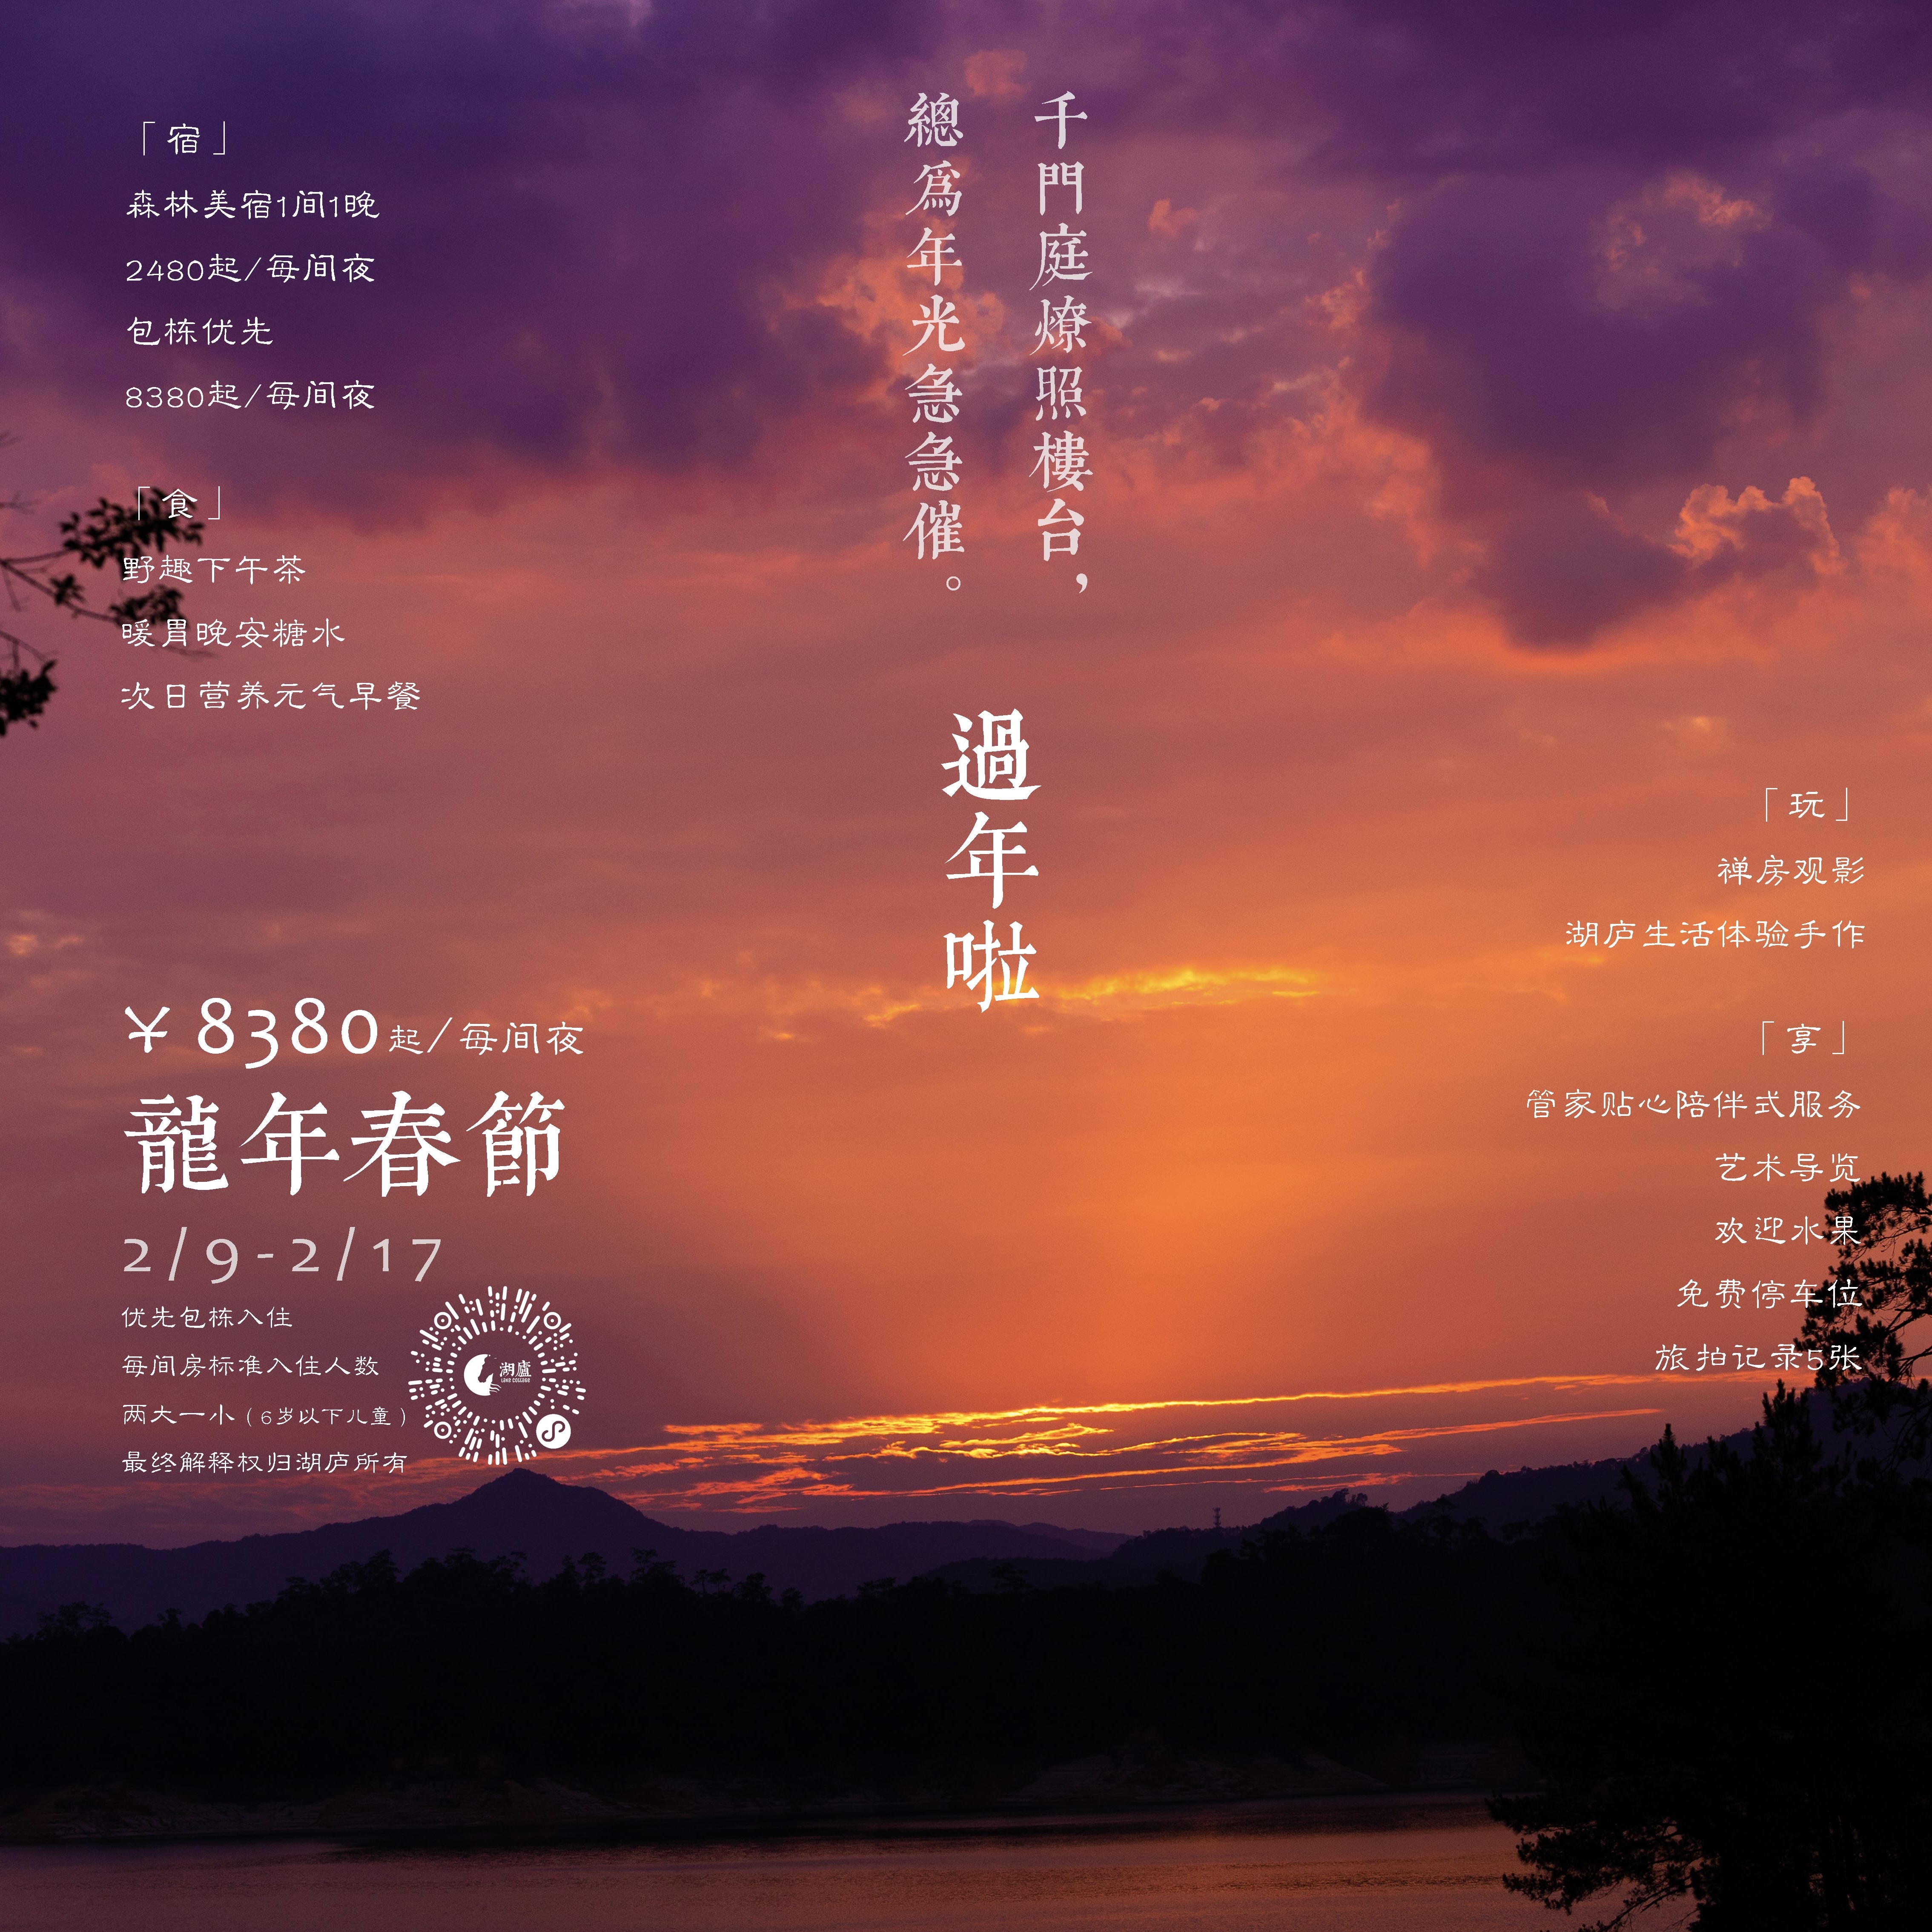 千門庭燎照樓台，
總爲年光急急催。
過年啦
「宿」
森林美宿1间1晚
2480起/每间夜
包栋优先
8380起/每间夜
「食」
野趣下午茶
暖胃晚安糖水
次日营养元气早餐
「玩」
禅房观影
湖庐生活体验手作
「享」
管家贴心陪伴式服务
艺术导览
欢迎水果
免费停车位
旅拍记录5张
¥ 8380起/每间夜
龍年春節
2/9-2/17
优先包栋入住
每间房标准入住人数
两大一小（6岁以下儿童）
最终解释权归湖庐所有
湖廬
LAKE COLLAGE